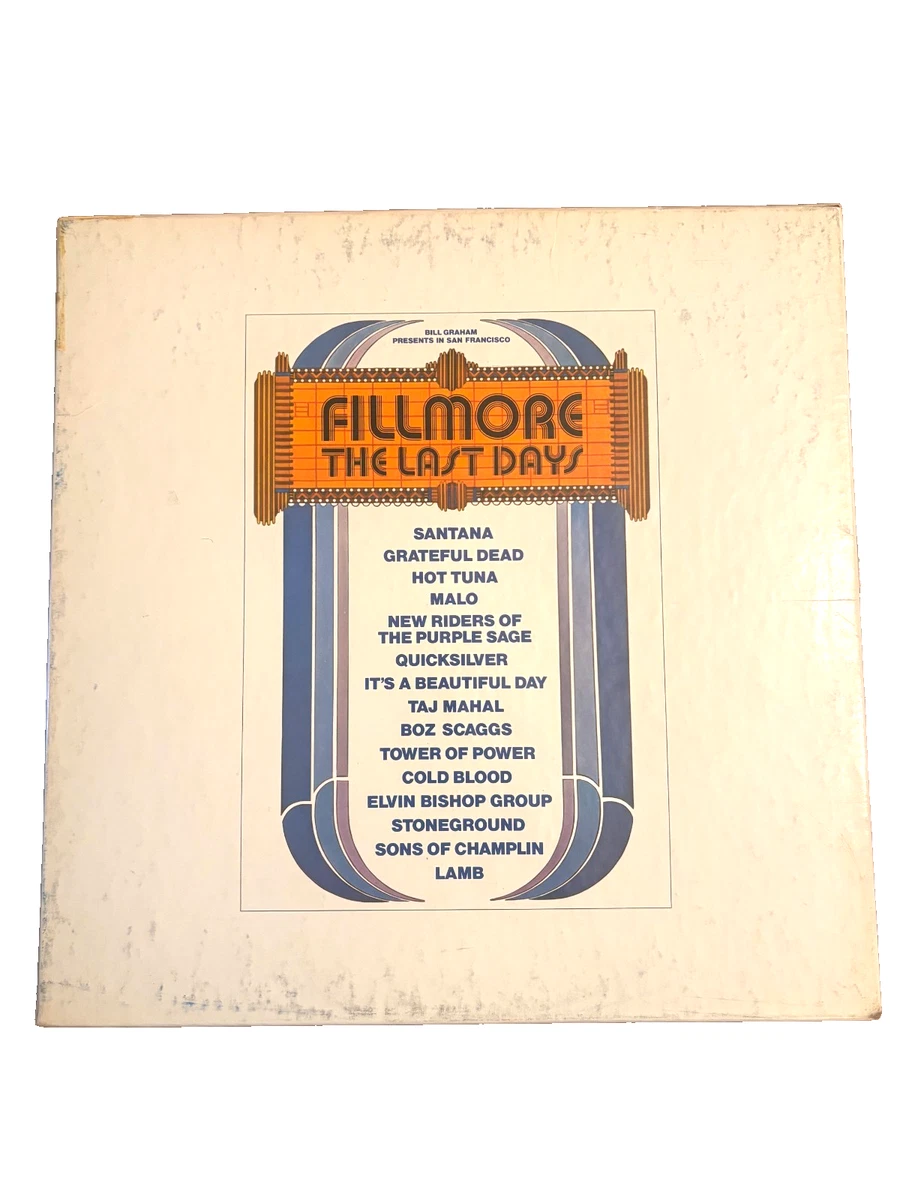 BILL GRAHAM
PRESENTS IN SAN FRANCISCO
FILLMORE
THE LAST DAYS
SANTANA
GRATEFUL DEAD
HOT TUNA
MALO
NEW RIDERS OF
THE PURPLE SAGE
QUICKSILVER
IT'S A BEAUTIFUL DAY
TAJ MAHAL
BOZ SCAGGS
TOWER OF POWER
COLD BLOOD
ELVIN BISHOP GROUP
STONEGROUND
SONS OF CHAMPLIN
LAMB